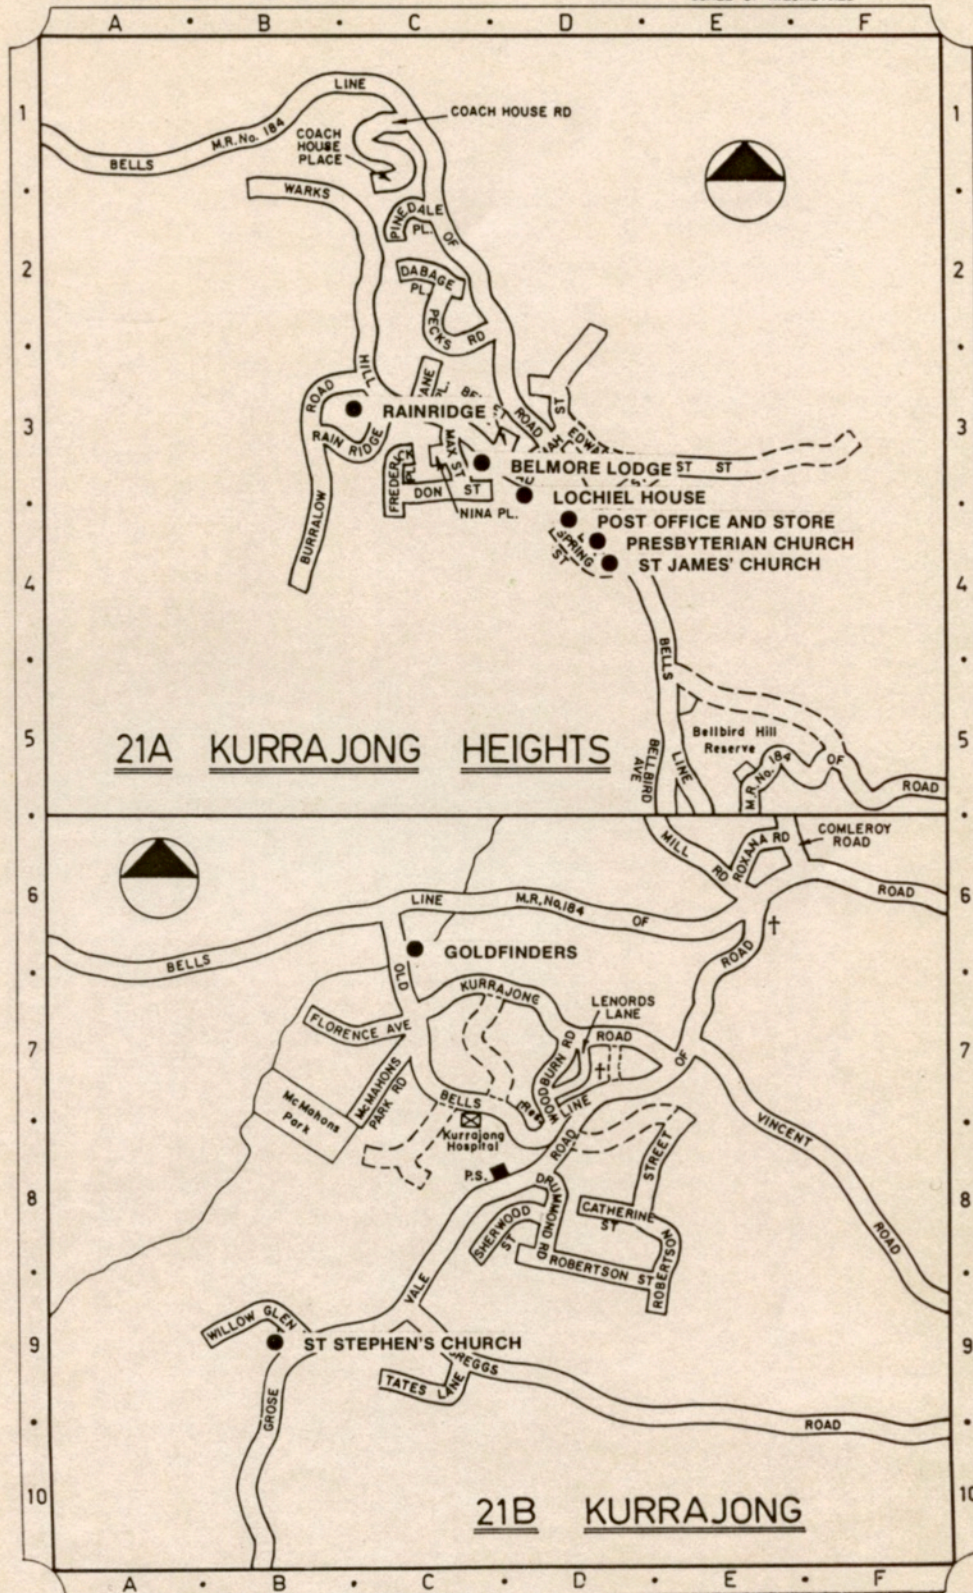 A B C D E F
1 1
LINE
COACH HOUSE RD
M.R. No. 184
COACH
HOUSE
PLACE
BELLS
WARKS
PINEDALE
PL.
OF
2 2
DABAGE
PL.
PECKS RD
HILL
ROAD
ST
ROAD
3 3
RAINRIDGE
RAIN RIDGE
MAX ST
BELMORE LODGE
ST ST
FREDERICK
PL.
DON ST
LOCHIEL HOUSE
NINA PL.
POST OFFICE AND STORE
BURRALOW
SPRING
ST
PRESBYTERIAN CHURCH
ST JAMES' CHURCH
4 4
BELLS
5 5
21A KURRAJONG HEIGHTS
BELLBIRD
AVE
LINE
Bellbird Hill
Reserve
M.R. No. 184
OF
ROAD
MILL RD
ROXANA RD
COMLEROY
ROAD
6 6
LINE
M.R. No. 184
OF
ROAD
BELLS
ROAD
OLD
GOLDFINDERS
KURRAJONG
LENORDS
LANE
FLORENCE AVE
ROAD
7 7
WOODBURN RD
OF
McMAHONS
PARK RD
McMahons
Park
BELLS
Res.
LINE
Kurrajong
Hospital
ROAD
VINCENT
P.S.
STREET
8 8
DRUMMOND RD
CATHERINE
ST
SHERWOOD
ST
ROBERTSON ST
ROBERTSON
ROAD
VALE
WILLOW GLEN
9 9
ST STEPHEN'S CHURCH
GREGGS
TATES LANE
GROSE
ROAD
10 10
21B KURRAJONG
A B C D E F